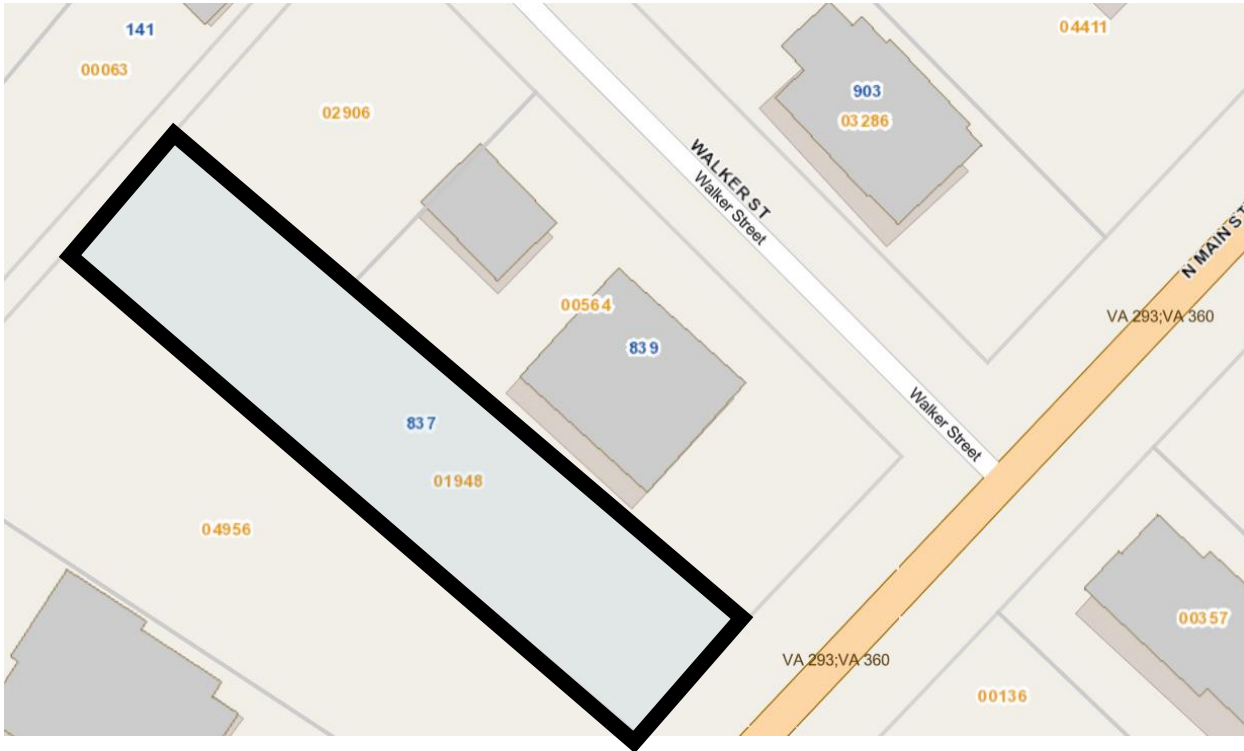 141
04411
00063
903
02906
03286
WALKER ST
Walker Street
N MAIN ST
00564
VA 293;VA 360
839
837
Walker Street
01948
04956
00357
VA 293;VA 360
00136